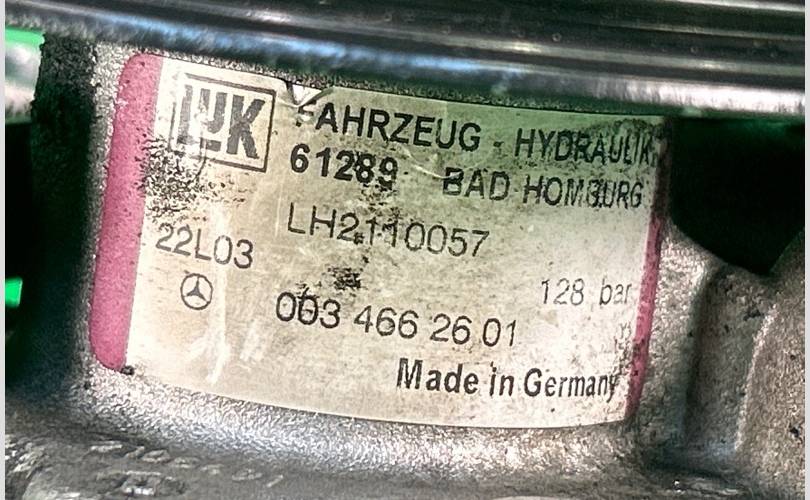 LUK
FAHRZEUG - HYDRAULIK
61289 BAD HOMBURG
LH2110057
22L03
128 bar
003 466 26 01
Made in Germany